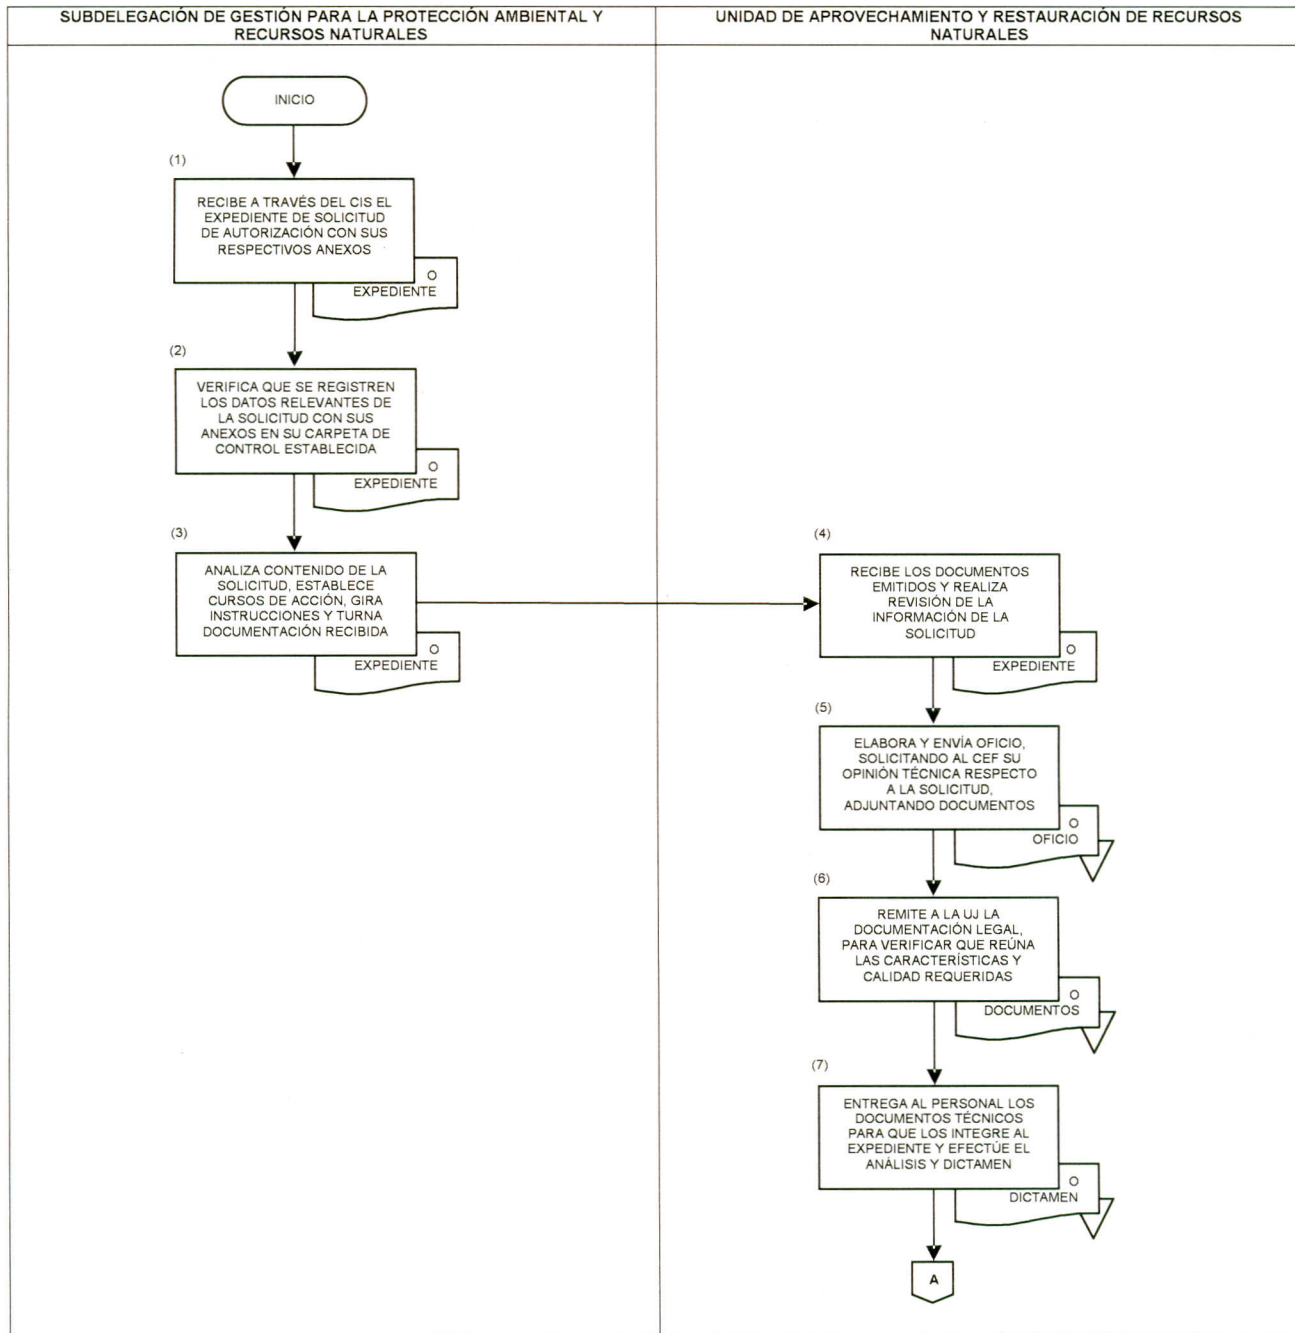 SUBDELEGACIÓN DE GESTIÓN PARA LA PROTECCIÓN AMBIENTAL Y
RECURSOS NATURALES
UNIDAD DE APROVECHAMIENTO Y RESTAURACIÓN DE RECURSOS
NATURALES
INICIO
(1)
RECIBE A TRAVÉS DEL CIS EL
EXPEDIENTE DE SOLICITUD
DE AUTORIZACIÓN CON SUS
RESPECTIVOS ANEXOS
O
EXPEDIENTE
(2)
VERIFICA QUE SE REGISTREN
LOS DATOS RELEVANTES DE
LA SOLICITUD CON SUS
ANEXOS EN SU CARPETA DE
CONTROL ESTABLECIDA
O
EXPEDIENTE
(3)
ANALIZA CONTENIDO DE LA
SOLICITUD, ESTABLECE
CURSOS DE ACCIÓN, GIRA
INSTRUCCIONES Y TURNA
DOCUMENTACIÓN RECIBIDA
O
EXPEDIENTE
(4)
RECIBE LOS DOCUMENTOS
EMITIDOS Y REALIZA
REVISIÓN DE LA
INFORMACIÓN DE LA
SOLICITUD
O
EXPEDIENTE
(5)
ELABORA Y ENVÍA OFICIO,
SOLICITANDO AL CEF SU
OPINIÓN TÉCNICA RESPECTO
A LA SOLICITUD,
ADJUNTANDO DOCUMENTOS
O
OFICIO
(6)
REMITE A LA UJ LA
DOCUMENTACIÓN LEGAL,
PARA VERIFICAR QUE REÚNA
LAS CARACTERÍSTICAS Y
CALIDAD REQUERIDAS
O
DOCUMENTOS
(7)
ENTREGA AL PERSONAL LOS
DOCUMENTOS TÉCNICOS
PARA QUE LOS INTEGRE AL
EXPEDIENTE Y EFECTÚE EL
ANÁLISIS Y DICTAMEN
O
DICTAMEN
A